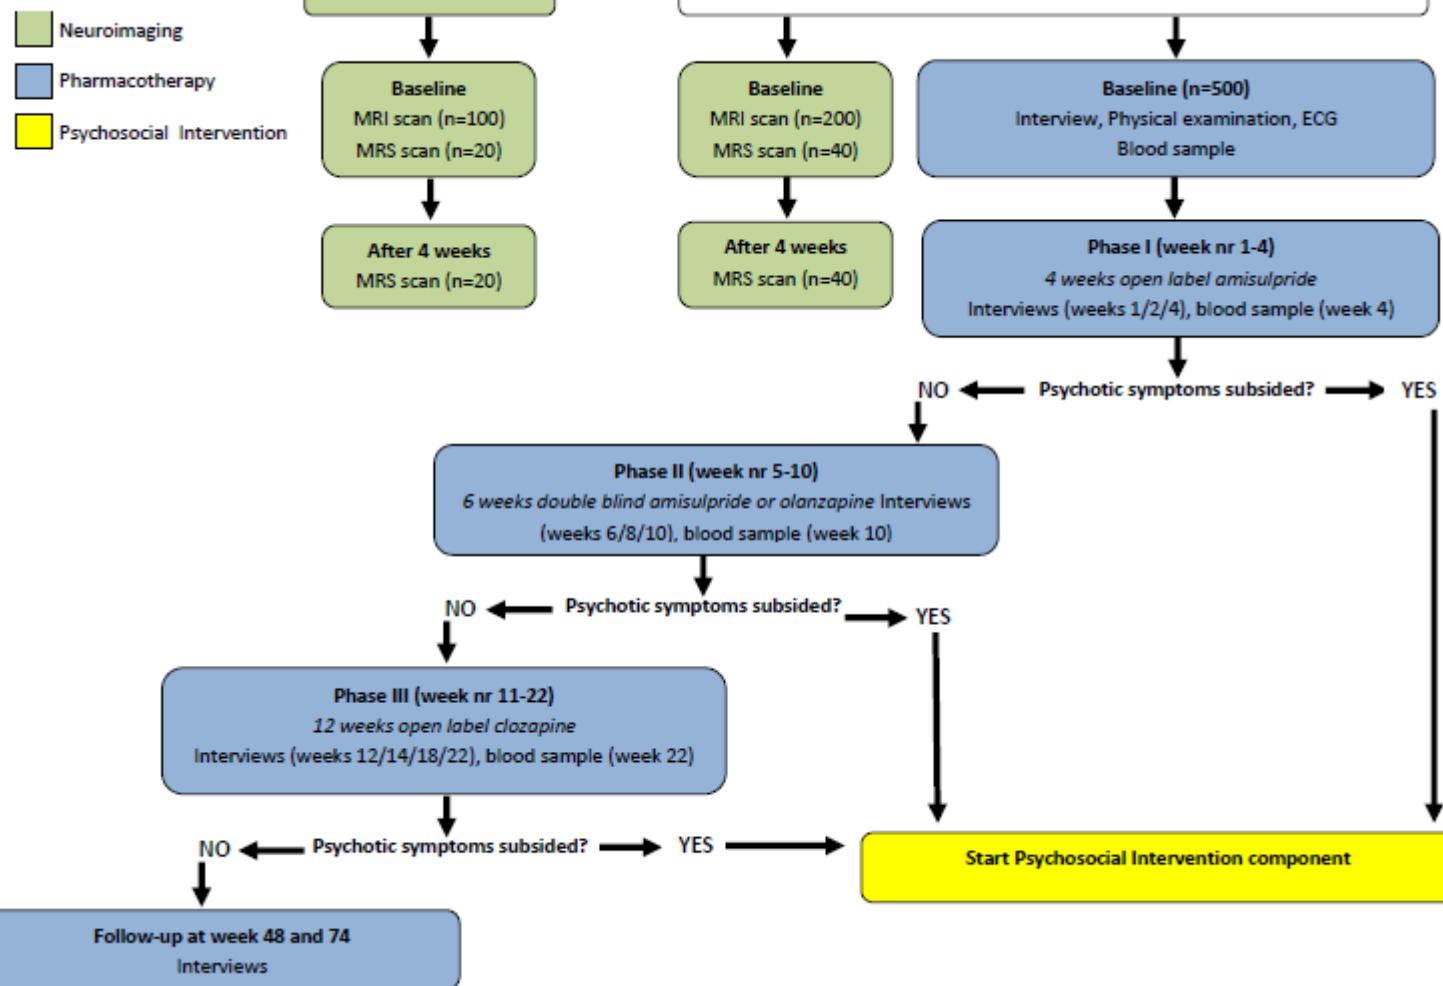 Neuroimaging
Pharmacotherapy
Psychosocial Intervention
Baseline
MRI scan (n=100)
MRS scan (n=20)
Baseline
MRI scan (n=200)
MRS scan (n=40)
Baseline (n=500)
Interview, Physical examination, ECG
Blood sample
After 4 weeks
MRS scan (n=20)
After 4 weeks
MRS scan (n=40)
Phase I (week nr 1-4)
4 weeks open label amisulpride
Interviews (weeks 1/2/4), blood sample (week 4)
NO
Psychotic symptoms subsided?
YES
Phase II (week nr 5-10)
6 weeks double blind amisulpride or olanzapine Interviews
(weeks 6/8/10), blood sample (week 10)
NO
Psychotic symptoms subsided?
YES
Phase III (week nr 11-22)
12 weeks open label clozapine
Interviews (weeks 12/14/18/22), blood sample (week 22)
NO
Psychotic symptoms subsided?
YES
Start Psychosocial Intervention component
Follow-up at week 48 and 74
Interviews